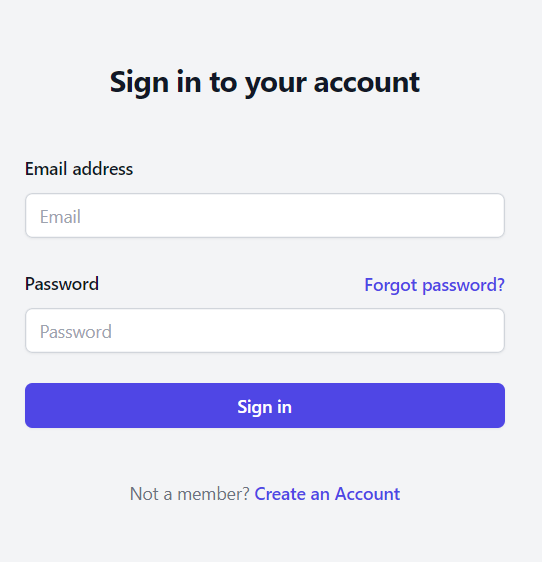 Sign in to your account
Email address
Email
Password Forgot password?
Password
Sign in
Not a member? Create an Account